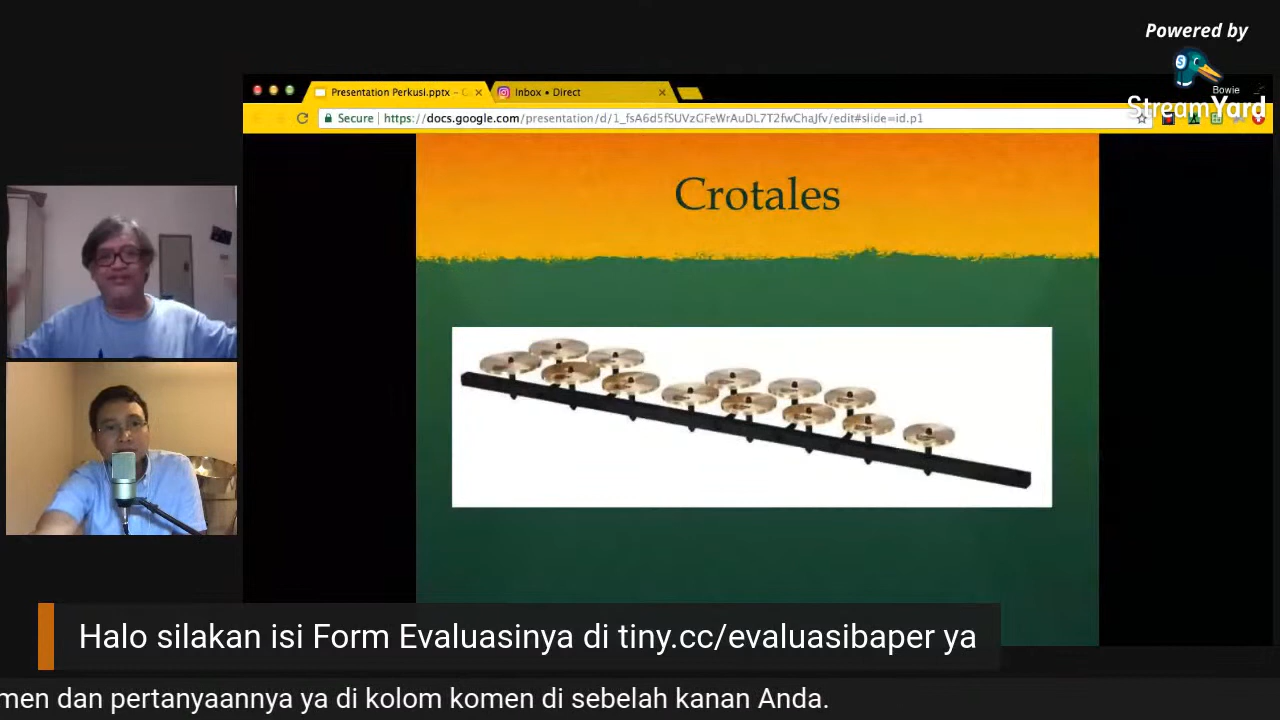 Powered by
Bowie
StreamYard
Presentation Perkusi.pptx –
Inbox • Direct
Secure
https://docs.google.com/presentation/d/1_fsA6d5fSUVzGFeWrAuDL7T2fwChaJfv/edit#slide=id.p1
Crotales
Halo silakan isi Form Evaluasinya di tiny.cc/evaluasibaper ya
men dan pertanyaannya ya di kolom komen di sebelah kanan Anda.